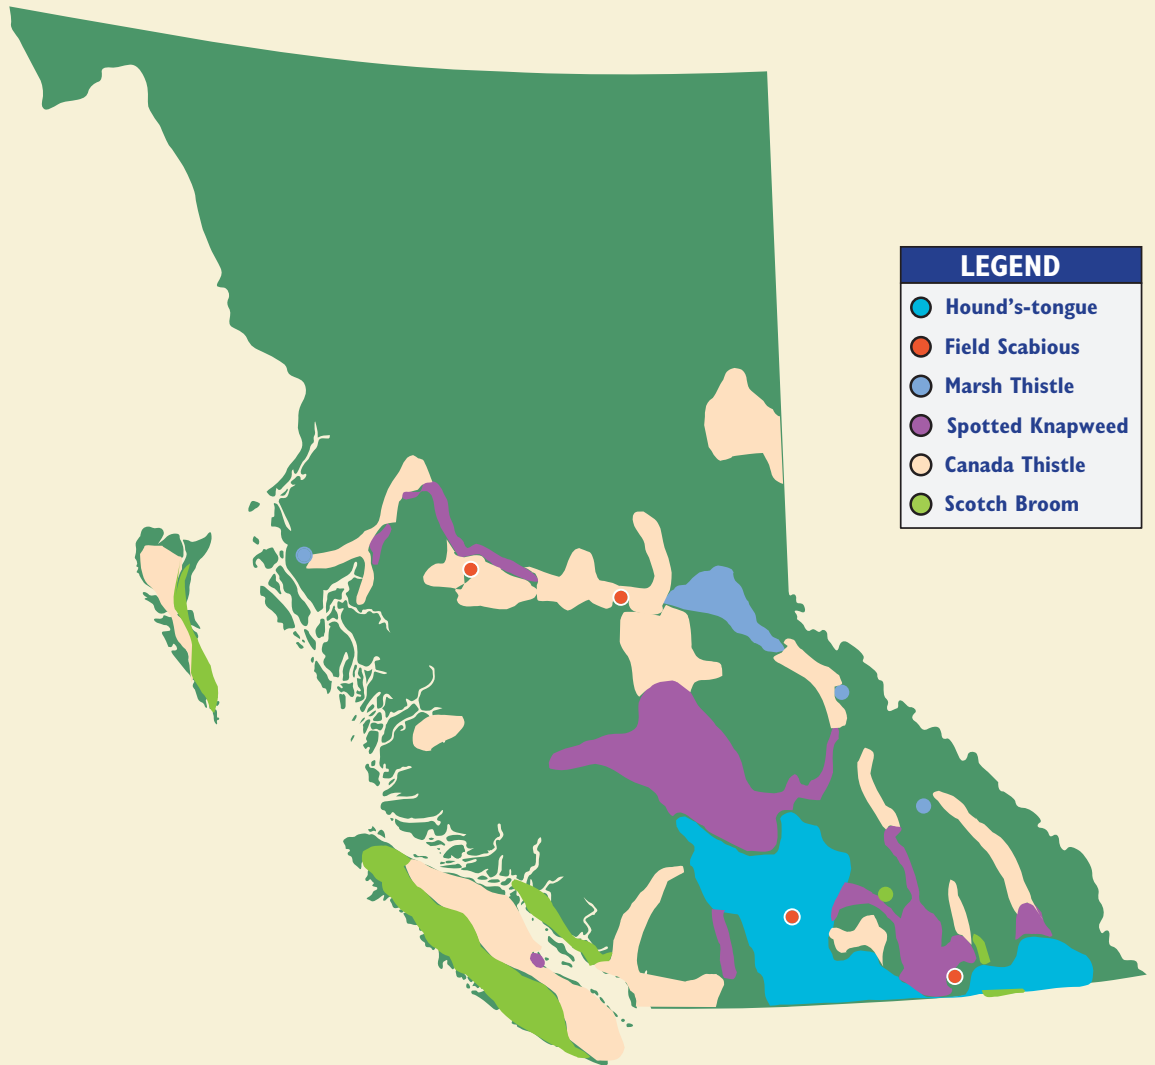 LEGEND
Hound's-tongue
Field Scabious
Marsh Thistle
Spotted Knapweed
Canada Thistle
Scotch Broom